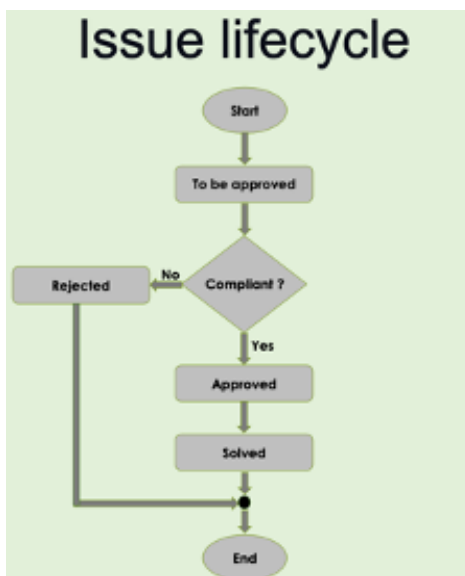 Issue lifecycle
Start
To be approved
Compliant ?
No
Rejected
Yes
Approved
Solved
End